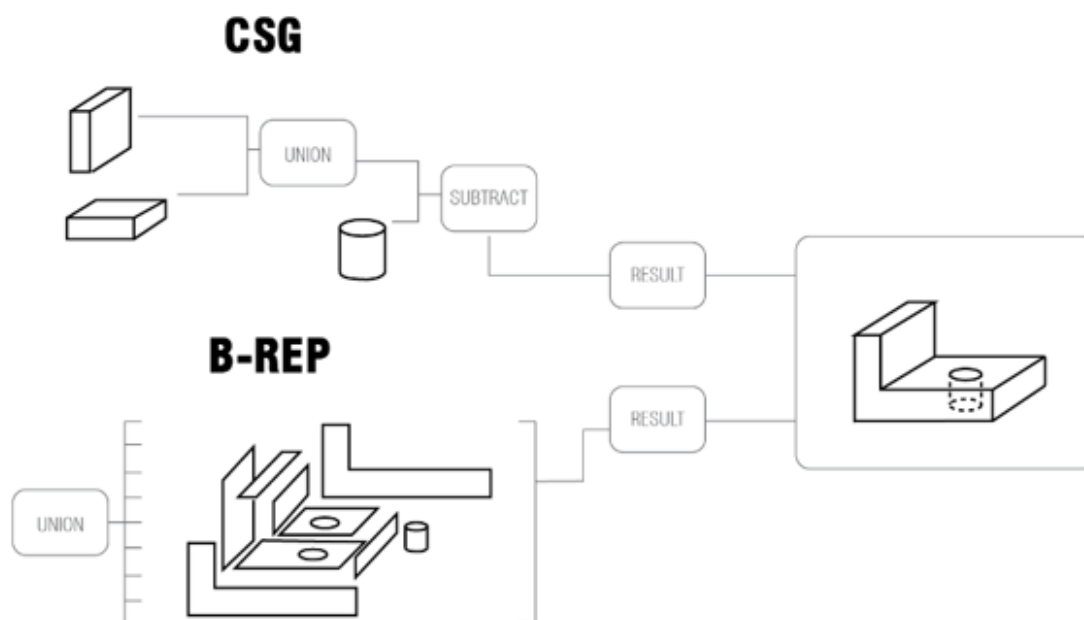 CSG
UNION
SUBTRACT
RESULT
B-REP
RESULT
UNION